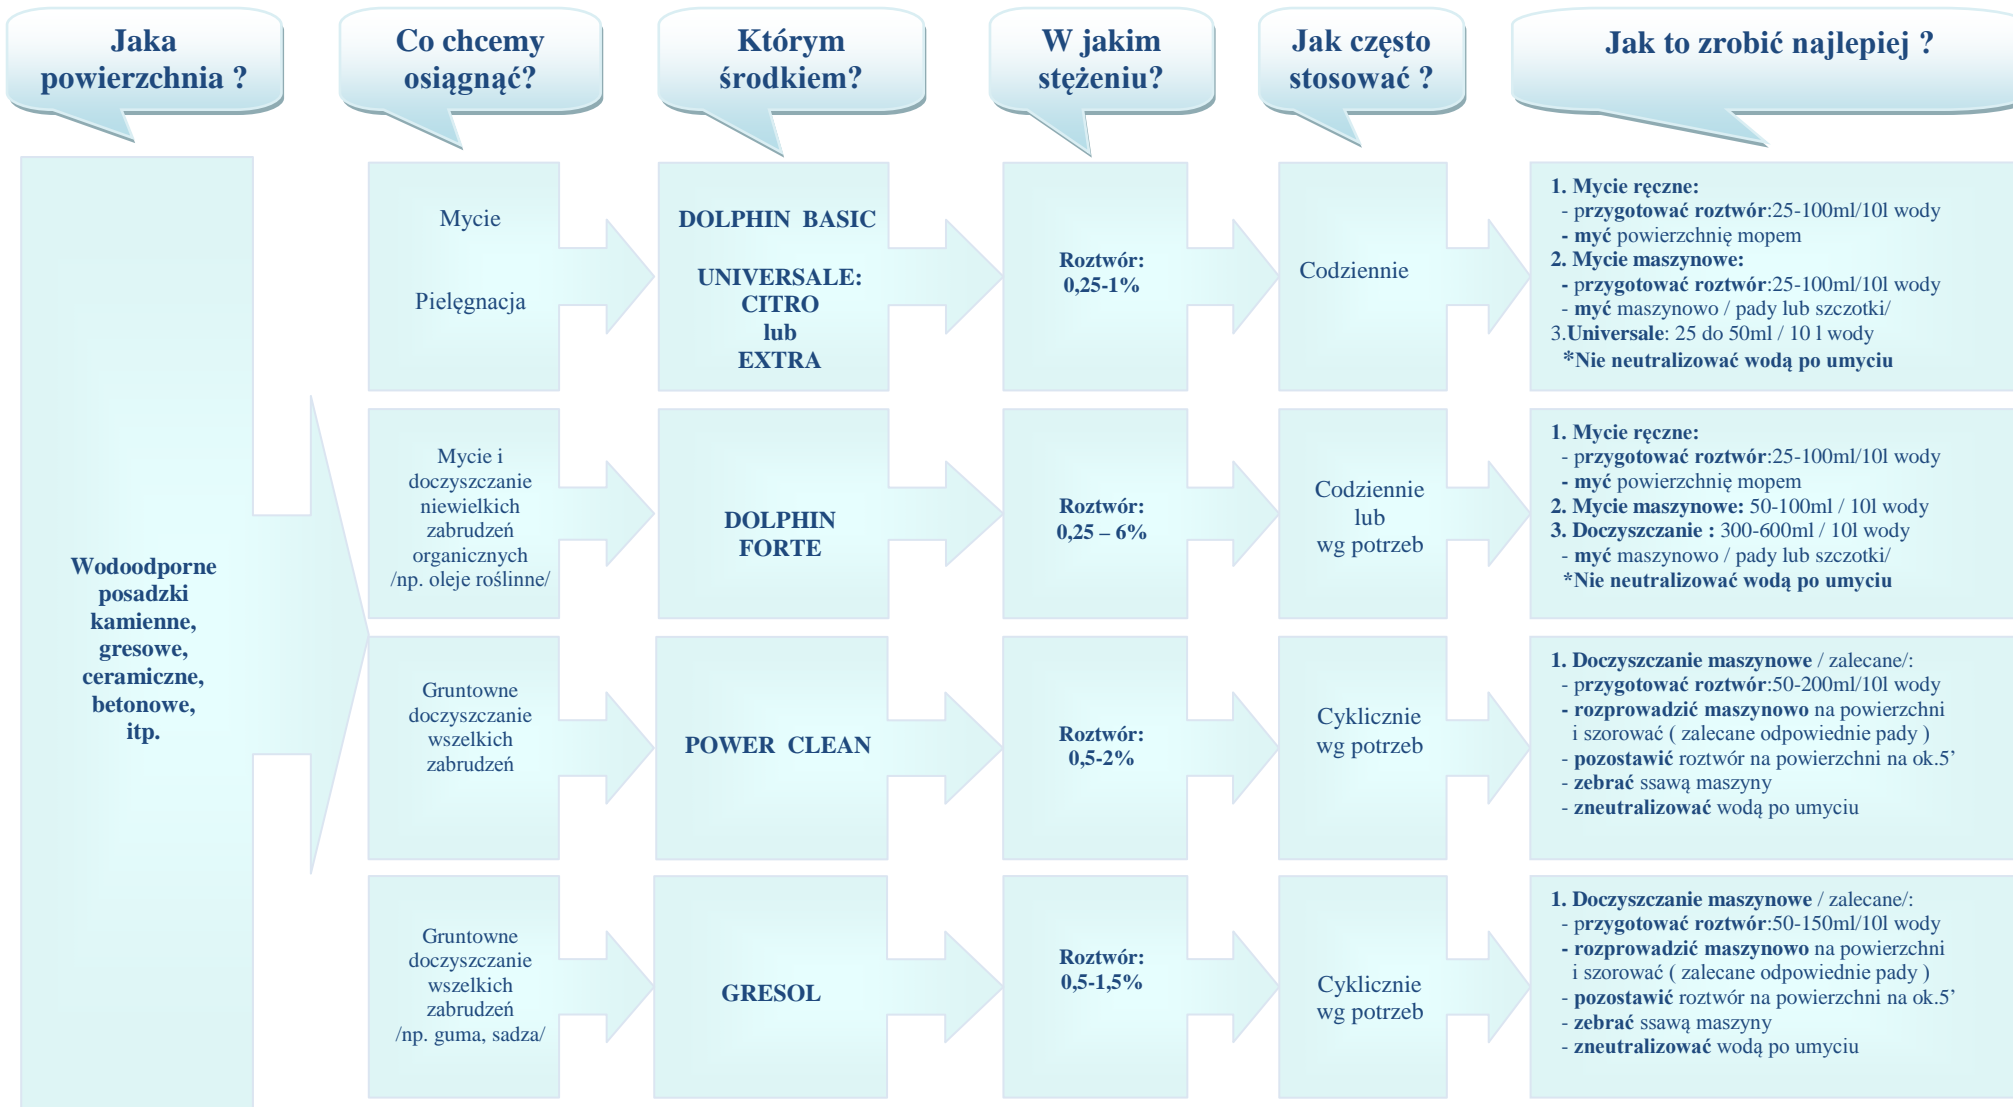 Jaka
powierzchnia ?
Co chcemy
osiągnąć?
Którym
środkiem?
W jakim
stężeniu?
Jak często
stosować ?
Jak to zrobić najlepiej ?
Wodoodporne
posadzki
kamienne,
gresowe,
ceramiczne,
betonowe,
itp.
Mycie
Pielęgnacja
DOLPHIN BASIC
UNIVERSALE:
CITRO
lub
EXTRA
Roztwór:
0,25-1%
Codziennie
1. Mycie ręczne:
- przygotować roztwór:25-100ml/10l wody
- myć powierzchnię mopem
2. Mycie maszynowe:
- przygotować roztwór:25-100ml/10l wody
- myć maszynowo / pady lub szczotki/
3.Universale: 25 do 50ml / 10 l wody
*Nie neutralizować wodą po umyciu
Mycie i
doczyszczanie
niewielkich
zabrudzeń
organicznych
/np. oleje roślinne/
DOLPHIN
FORTE
Roztwór:
0,25 – 6%
Codziennie
lub
wg potrzeb
1. Mycie ręczne:
- przygotować roztwór:25-100ml/10l wody
- myć powierzchnię mopem
2. Mycie maszynowe: 50-100ml / 10l wody
3. Doczyszczanie : 300-600ml / 10l wody
- myć maszynowo / pady lub szczotki/
*Nie neutralizować wodą po umyciu
Gruntowne
doczyszczanie
wszelkich
zabrudzeń
POWER CLEAN
Roztwór:
0,5-2%
Cyklicznie
wg potrzeb
1. Doczyszczanie maszynowe / zalecane/:
- przygotować roztwór:50-200ml/10l wody
- rozprowadzić maszynowo na powierzchni
i szorować ( zalecane odpowiednie pady )
- pozostawić roztwór na powierzchni na ok.5’
- zebrać ssawą maszyny
- zneutralizować wodą po umyciu
Gruntowne
doczyszczanie
wszelkich
zabrudzeń
/np. guma, sadza/
GRESOL
Roztwór:
0,5-1,5%
Cyklicznie
wg potrzeb
1. Doczyszczanie maszynowe / zalecane/:
- przygotować roztwór:50-150ml/10l wody
- rozprowadzić maszynowo na powierzchni
i szorować ( zalecane odpowiednie pady )
- pozostawić roztwór na powierzchni na ok.5’
- zebrać ssawą maszyny
- zneutralizować wodą po umyciu